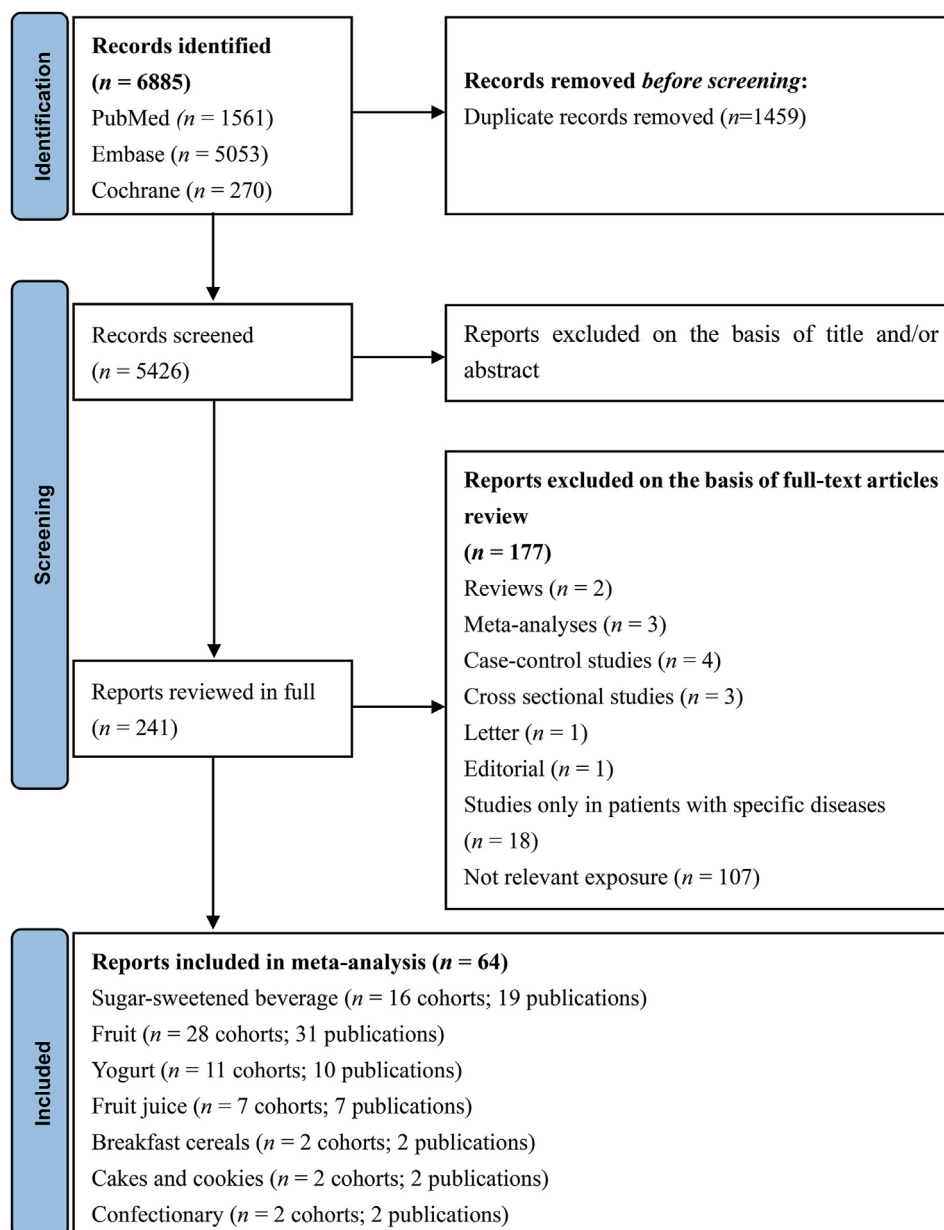 Identification
Records identified
(n = 6885)
PubMed (n = 1561)
Embase (n = 5053)
Cochrane (n = 270)
Records removed before screening:
Duplicate records removed (n=1459)
Screening
Records screened
(n = 5426)
Reports excluded on the basis of title and/or
abstract
Reports reviewed in full
(n = 241)
Reports excluded on the basis of full-text articles
review
(n = 177)
Reviews (n = 2)
Meta-analyses (n = 3)
Case-control studies (n = 4)
Cross sectional studies (n = 3)
Letter (n = 1)
Editorial (n = 1)
Studies only in patients with specific diseases
(n = 18)
Not relevant exposure (n = 107)
Included
Reports included in meta-analysis (n = 64)
Sugar-sweetened beverage (n = 16 cohorts; 19 publications)
Fruit (n = 28 cohorts; 31 publications)
Yogurt (n = 11 cohorts; 10 publications)
Fruit juice (n = 7 cohorts; 7 publications)
Breakfast cereals (n = 2 cohorts; 2 publications)
Cakes and cookies (n = 2 cohorts; 2 publications)
Confectionary (n = 2 cohorts; 2 publications)